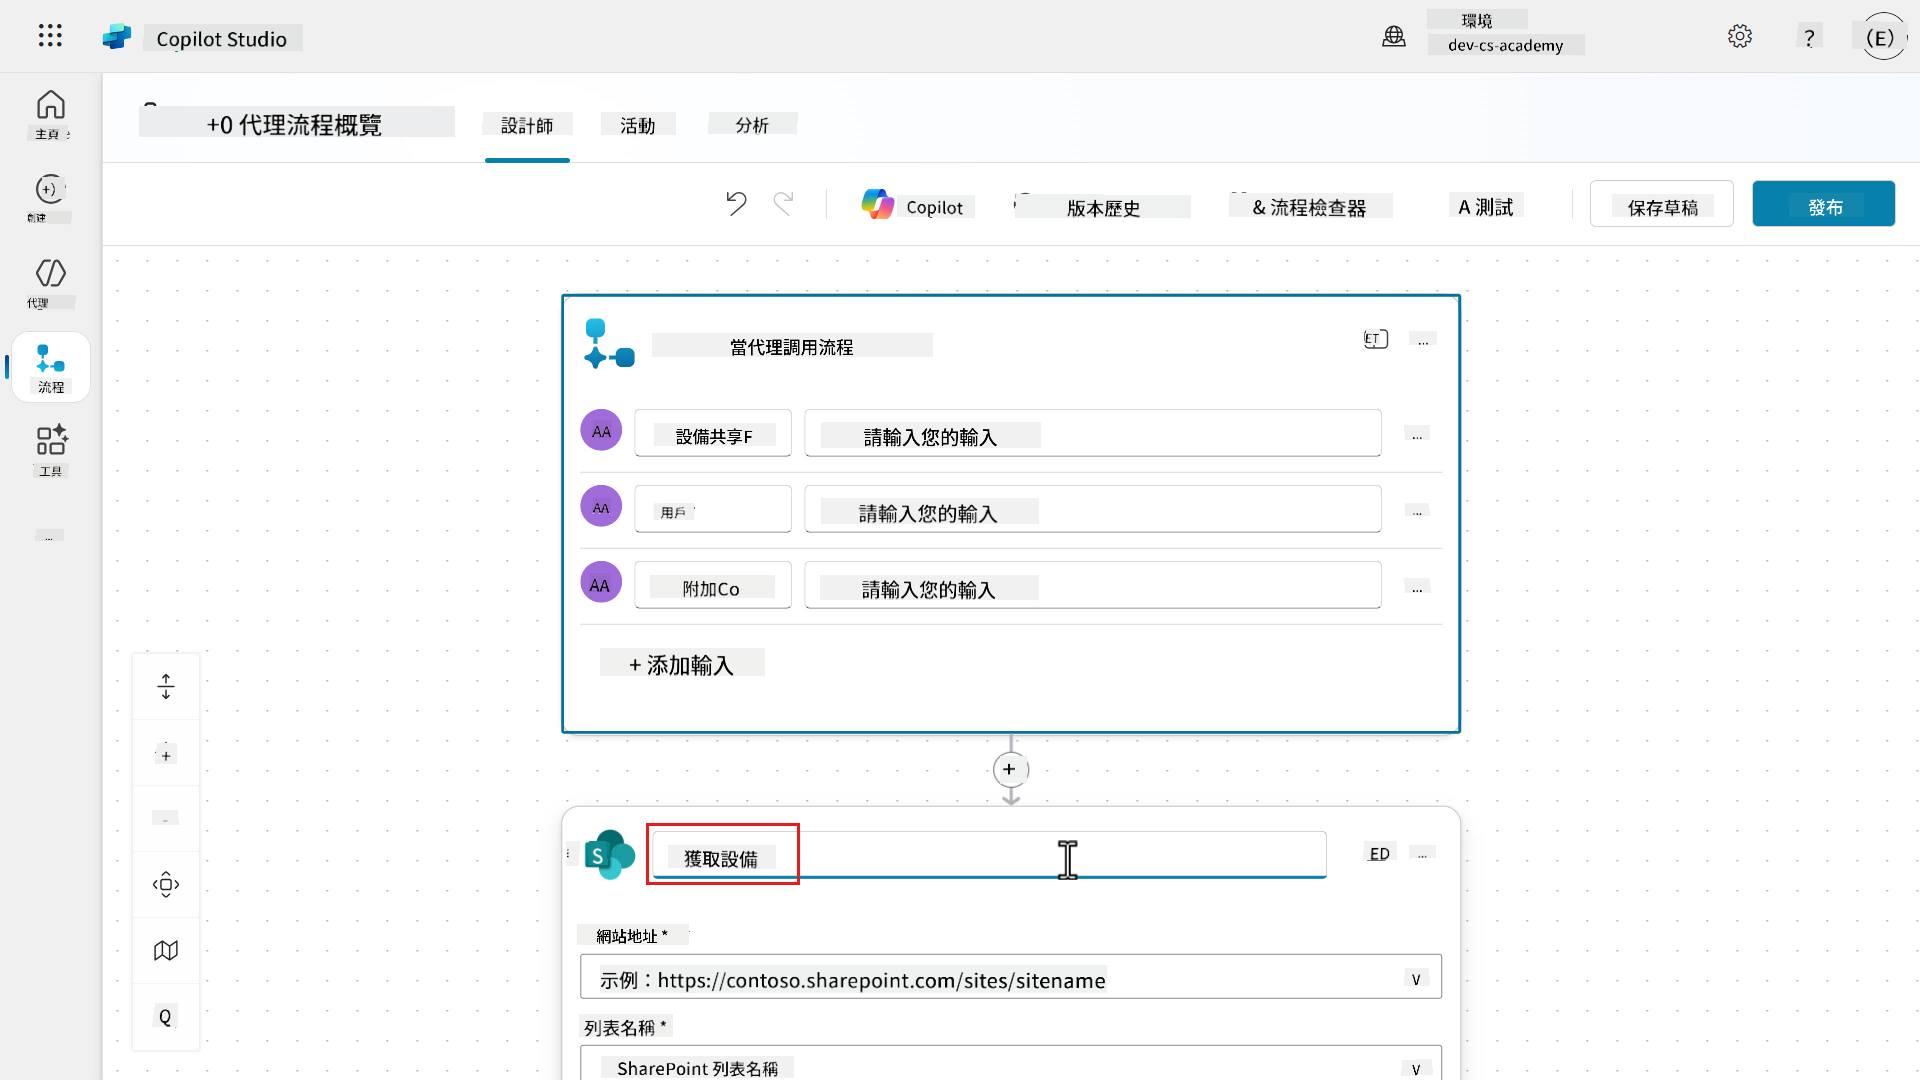 Copilot Studio
環境
dev-cs-academy
?
(E)
主頁
+0 代理流程概覽
設計師
活動
分析
創建
Copilot
版本歷史
& 流程檢查器
A 測試
保存草稿
發布
代理
流程
工具
...
當代理調用流程
...
AA
設備共享F
請輸入您的輸入
...
AA
用戶
請輸入您的輸入
...
AA
附加Co
請輸入您的輸入
...
+ 添加輸入
+
S
獲取設備
ED
...
網站地址 *
示例：https://contoso.sharepoint.com/sites/sitename
V
列表名稱 *
SharePoint 列表名稱
V
+
Q